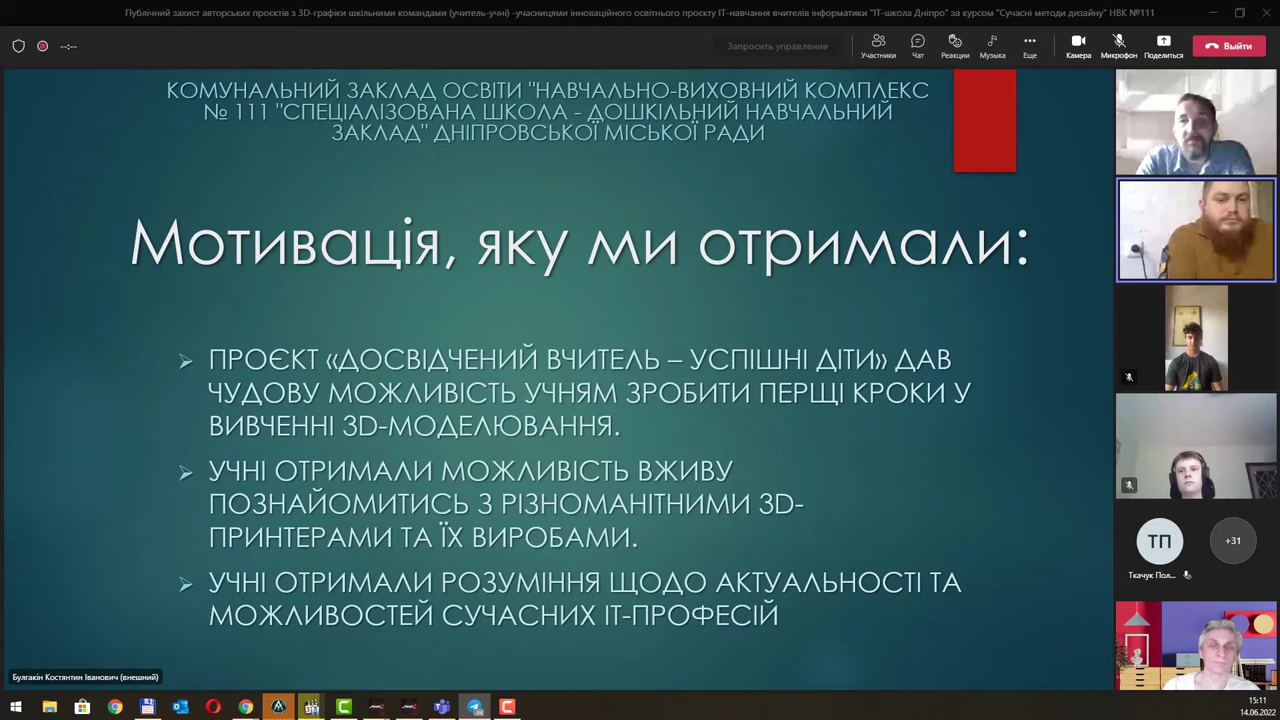 Публічний захист авторських проєктів з 3D-графіки шкільними командами (учитель-учні) -учасницями інноваційного освітнього проєкту ІТ-навчання вчителів інформатики "ІТ-школа Дніпро" за курсом "Сучасні методи дизайну" НВК №111
--:--
Запросить управление
Участники
Чат
Реакции
Музыка
Еще
Камера
Микрофон
Поделиться
Выйти
КОМУНАЛЬНИЙ ЗАКЛАД ОСВІТИ "НАВЧАЛЬНО-ВИХОВНИЙ КОМПЛЕКС
№ 111 "СПЕЦІАЛІЗОВАНА ШКОЛА - ДОШКІЛЬНИЙ НАВЧАЛЬНИЙ
ЗАКЛАД" ДНІПРОВСЬКОЇ МІСЬКОЇ РАДИ
Мотивація, яку ми отримали:
ПРОЄКТ «ДОСВІДЧЕНИЙ ВЧИТЕЛЬ – УСПІШНІ ДІТИ» ДАВ
ЧУДОВУ МОЖЛИВІСТЬ УЧНЯМ ЗРОБИТИ ПЕРЩІ КРОКИ У
ВИВЧЕННІ 3D-МОДЕЛЮВАННЯ.
УЧНІ ОТРИМАЛИ МОЖЛИВІСТЬ ВЖИВУ
ПОЗНАЙОМИТИСЬ З РІЗНОМАНІТНИМИ 3D-
ПРИНТЕРАМИ ТА ЇХ ВИРОБАМИ.
УЧНІ ОТРИМАЛИ РОЗУМІННЯ ЩОДО АКТУАЛЬНОСТІ ТА
МОЖЛИВОСТЕЙ СУЧАСНИХ ІТ-ПРОФЕСІЙ
ТП
+31
Ткачук Пол...
Булгакін Костянтин Іванович (внешний)
15:11
14.06.2022